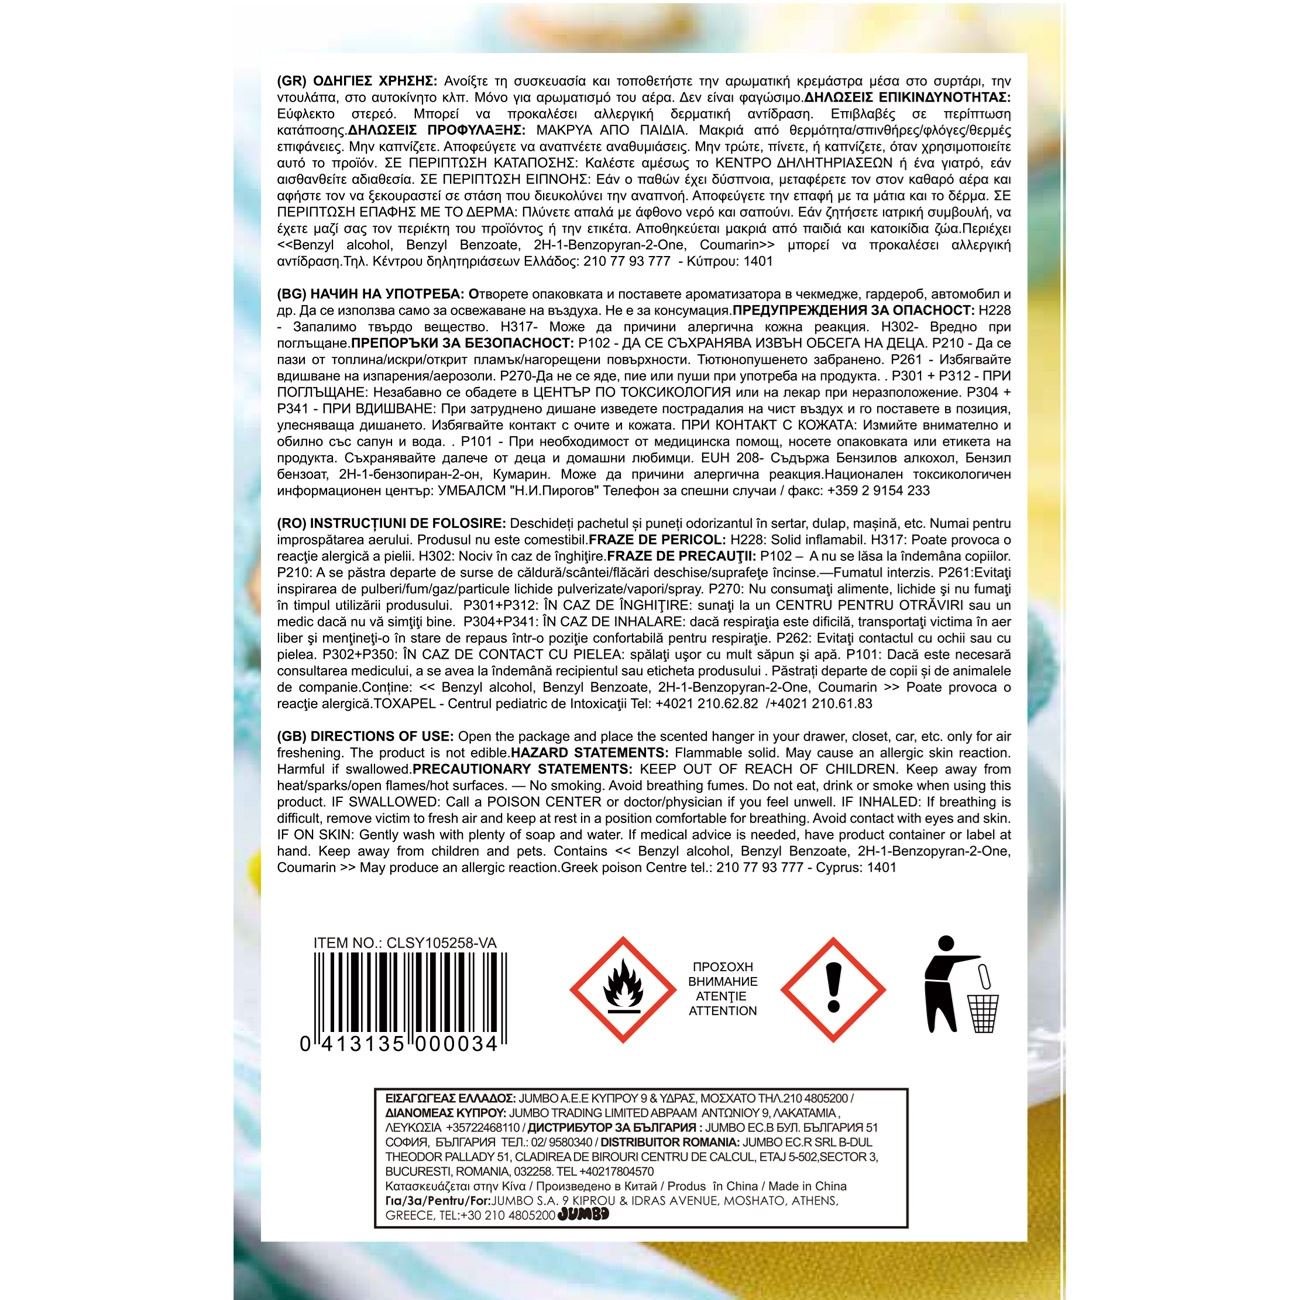 (GR) ΟΔΗΓΙΕΣ ΧΡΗΣΗΣ: Ανοίξτε τη συσκευασία και τοποθετήστε την αρωματική κρεμάστρα μέσα στο συρτάρι, την
ντουλάπα, στο αυτοκίνητο κλπ. Μόνο για αρωματισμό του αέρα. Δεν είναι φαγώσιμο.ΔΗΛΩΣΕΙΣ ΕΠΙΚΙΝΔΥΝΟΤΗΤΑΣ:
Εύφλεκτο στερεό. Μπορεί να προκαλέσει αλλεργική δερματική αντίδραση. Επιβλαβές σε περίπτωση
κατάποσης.ΔΗΛΩΣΕΙΣ ΠΡΟΦΥΛΑΞΗΣ: ΜΑΚΡΥΑ ΑΠΟ ΠΑΙΔΙΑ. Μακριά από θερμότητα/σπινθήρες/φλόγες/θερμές
επιφάνειες. Μην καπνίζετε. Αποφεύγετε να αναπνέετε αναθυμιάσεις. Μην τρώτε, πίνετε, ή καπνίζετε, όταν χρησιμοποιείτε
αυτό το προϊόν. ΣΕ ΠΕΡΙΠΤΩΣΗ ΚΑΤΑΠΟΣΗΣ: Καλέστε αμέσως το ΚΕΝΤΡΟ ΔΗΛΗΤΗΡΙΑΣΕΩΝ ή ένα γιατρό, εάν
αισθανθείτε αδιαθεσία. ΣΕ ΠΕΡΙΠΤΩΣΗ ΕΙΠΝΟΗΣ: Εάν ο παθών έχει δύσπνοια, μεταφέρετε τον στον καθαρό αέρα και
αφήστε τον να ξεκουραστεί σε στάση που διευκολύνει την αναπνοή. Αποφεύγετε την επαφή με τα μάτια και το δέρμα. ΣΕ
ΠΕΡΙΠΤΩΣΗ ΕΠΑΦΗΣ ΜΕ ΤΟ ΔΕΡΜΑ: Πλύνετε απαλά με άφθονο νερό και σαπούνι. Εάν ζητήσετε ιατρική συμβουλή, να
έχετε μαζί σας τον περιέκτη του προϊόντος ή την ετικέτα. Αποθηκεύεται μακριά από παιδιά και κατοικίδια ζώα.Περιέχει
<<Benzyl alcohol, Benzyl Benzoate, 2H-1-Benzopyran-2-One, Coumarin>> μπορεί να προκαλέσει αλλεργική
αντίδραση.Τηλ. Κέντρου δηλητηριάσεων Ελλάδος: 210 77 93 777 - Κύπρου: 1401
(BG) НАЧИН НА УПОТРЕБА: Отворете опаковката и поставете ароматизатора в чекмедже, гардероб, автомобил и
др. Да се използва само за освежаване на въздуха. Не е за консумация.ПРЕДУПРЕЖДЕНИЯ ЗА ОПАСНОСТ: H228
- Запалимо твърдо вещество. H317- Може да причини алергична кожна реакция. H302- Вредно при
поглъщане.ПРЕПОРЪКИ ЗА БЕЗОПАСНОСТ: P102 - ДА СЕ СЪХРАНЯВА ИЗВЪН ОБСЕГА НА ДЕЦА. P210 - Да се
пази от топлина/искри/открит пламък/нагорещени повърхности. Тютюнопушенето забранено. P261 - Избягвайте
вдишване на изпарения/аерозоли. P270-Да не се яде, пие или пуши при употреба на продукта. . P301 + P312 - ПРИ
ПОГЛЪЩАНЕ: Незабавно се обадете в ЦЕНТЪР ПО ТОКСИКОЛОГИЯ или на лекар при неразположение. P304 +
P341 - ПРИ ВДИШВАНЕ: При затруднено дишане изведете пострадалия на чист въздух и го поставете в позиция,
улесняваща дишането. Избягвайте контакт с очите и кожата. ПРИ КОНТАКТ С КОЖАТА: Измийте внимателно и
обилно със сапун и вода. . P101 - При необходимост от медицинска помощ, носете опаковката или етикета на
продукта. Съхранявайте далече от деца и домашни любимци. EUH 208- Съдържа Бензилов алкохол, Бензил
бензоат, 2H-1-бензопиран-2-он, Кумарин. Може да причини алергична реакция.Национален токсикологичен
информационен център: УМБАЛСМ "Н.И.Пирогов" Телефон за спешни случаи / факс: +359 2 9154 233
(RO) INSTRUCȚIUNI DE FOLOSIRE: Deschideți pachetul și puneți odorizantul în sertar, dulap, mașină, etc. Numai pentru
improspătarea aerului. Produsul nu este comestibil.FRAZE DE PERICOL: H228: Solid inflamabil. H317: Poate provoca o
reacţie alergică a pielii. H302: Nociv în caz de înghiţire.FRAZE DE PRECAUŢII: P102 – A nu se lăsa la îndemâna copiilor.
P210: A se păstra departe de surse de căldură/scântei/flăcări deschise/suprafeţe încinse.—Fumatul interzis. P261:Evitaţi
inspirarea de pulberi/fum/gaz/particule lichide pulverizate/vapori/spray. P270: Nu consumaţi alimente, lichide şi nu fumaţi
în timpul utilizării produsului. P301+P312: ÎN CAZ DE ÎNGHIŢIRE: sunaţi la un CENTRU PENTRU OTRĂVIRI sau un
medic dacă nu vă simţiţi bine. P304+P341: ÎN CAZ DE INHALARE: dacă respiraţia este dificilă, transportaţi victima în aer
liber şi menţineţi-o în stare de repaus într-o poziţie confortabilă pentru respiraţie. P262: Evitaţi contactul cu ochii sau cu
pielea. P302+P350: ÎN CAZ DE CONTACT CU PIELEA: spălaţi uşor cu mult săpun şi apă. P101: Dacă este necesară
consultarea medicului, a se avea la îndemână recipientul sau eticheta produsului . Păstrați departe de copii și de animalele
de companie.Conține: << Benzyl alcohol, Benzyl Benzoate, 2H-1-Benzopyran-2-One, Coumarin >> Poate provoca o
reacţie alergică.TOXAPEL - Centrul pediatric de Intoxicaţii Tel: +4021 210.62.82 /+4021 210.61.83
(GB) DIRECTIONS OF USE: Open the package and place the scented hanger in your drawer, closet, car, etc. only for air
freshening. The product is not edible.HAZARD STATEMENTS: Flammable solid. May cause an allergic skin reaction.
Harmful if swallowed.PRECAUTIONARY STATEMENTS: KEEP OUT OF REACH OF CHILDREN. Keep away from
heat/sparks/open flames/hot surfaces. — No smoking. Avoid breathing fumes. Do not eat, drink or smoke when using this
product. IF SWALLOWED: Call a POISON CENTER or doctor/physician if you feel unwell. IF INHALED: If breathing is
difficult, remove victim to fresh air and keep at rest in a position comfortable for breathing. Avoid contact with eyes and skin.
IF ON SKIN: Gently wash with plenty of soap and water. If medical advice is needed, have product container or label at
hand. Keep away from children and pets. Contains << Benzyl alcohol, Benzyl Benzoate, 2H-1-Benzopyran-2-One,
Coumarin >> May produce an allergic reaction.Greek poison Centre tel.: 210 77 93 777 - Cyprus: 1401
ITEM NO.: CLSY105258-VA
0 413135 000034
ΠΡΟΣΟΧΗ
ВНИМАНИЕ
ATENŢIE
ATTENTION
ΕΙΣΑΓΩΓΕΑΣ ΕΛΛΑΔΟΣ: JUMBO Α.Ε.Ε ΚΥΠΡΟΥ 9 & ΥΔΡΑΣ, ΜΟΣΧΑΤΟ ΤΗΛ.210 4805200 /
ΔΙΑΝΟΜΕΑΣ ΚΥΠΡΟΥ: JUMBO TRADING LIMITED ΑΒΡΑΑΜ ΑΝΤΩΝΙΟΥ 9, ΛΑΚΑΤΑΜΙΑ ,
ΛΕΥΚΩΣΙΑ +35722468110 / ДИСТРИБУТОР ЗА БЪЛГАРИЯ : JUMBO EC.B БУЛ. БЪЛГАРИЯ 51
СОФИЯ, БЪЛГАРИЯ ТЕЛ.: 02/ 9580340 / DISTRIBUITOR ROMANIA: JUMBO EC.R SRL B-DUL
THEODOR PALLADY 51, CLADIREA DE BIROURI CENTRU DE CALCUL, ETAJ 5-502,SECTOR 3,
BUCURESTI, ROMANIA, 032258. TEL +40217804570
Κατασκευάζεται στην Κίνα / Произведено в Китай / Produs în China / Made in China
Για/За/Pentru/For:JUMBO S.A. 9 KIPROU & IDRAS AVENUE, MOSHATO, ATHENS,
GREECE, TEL:+30 210 4805200 JUMBO